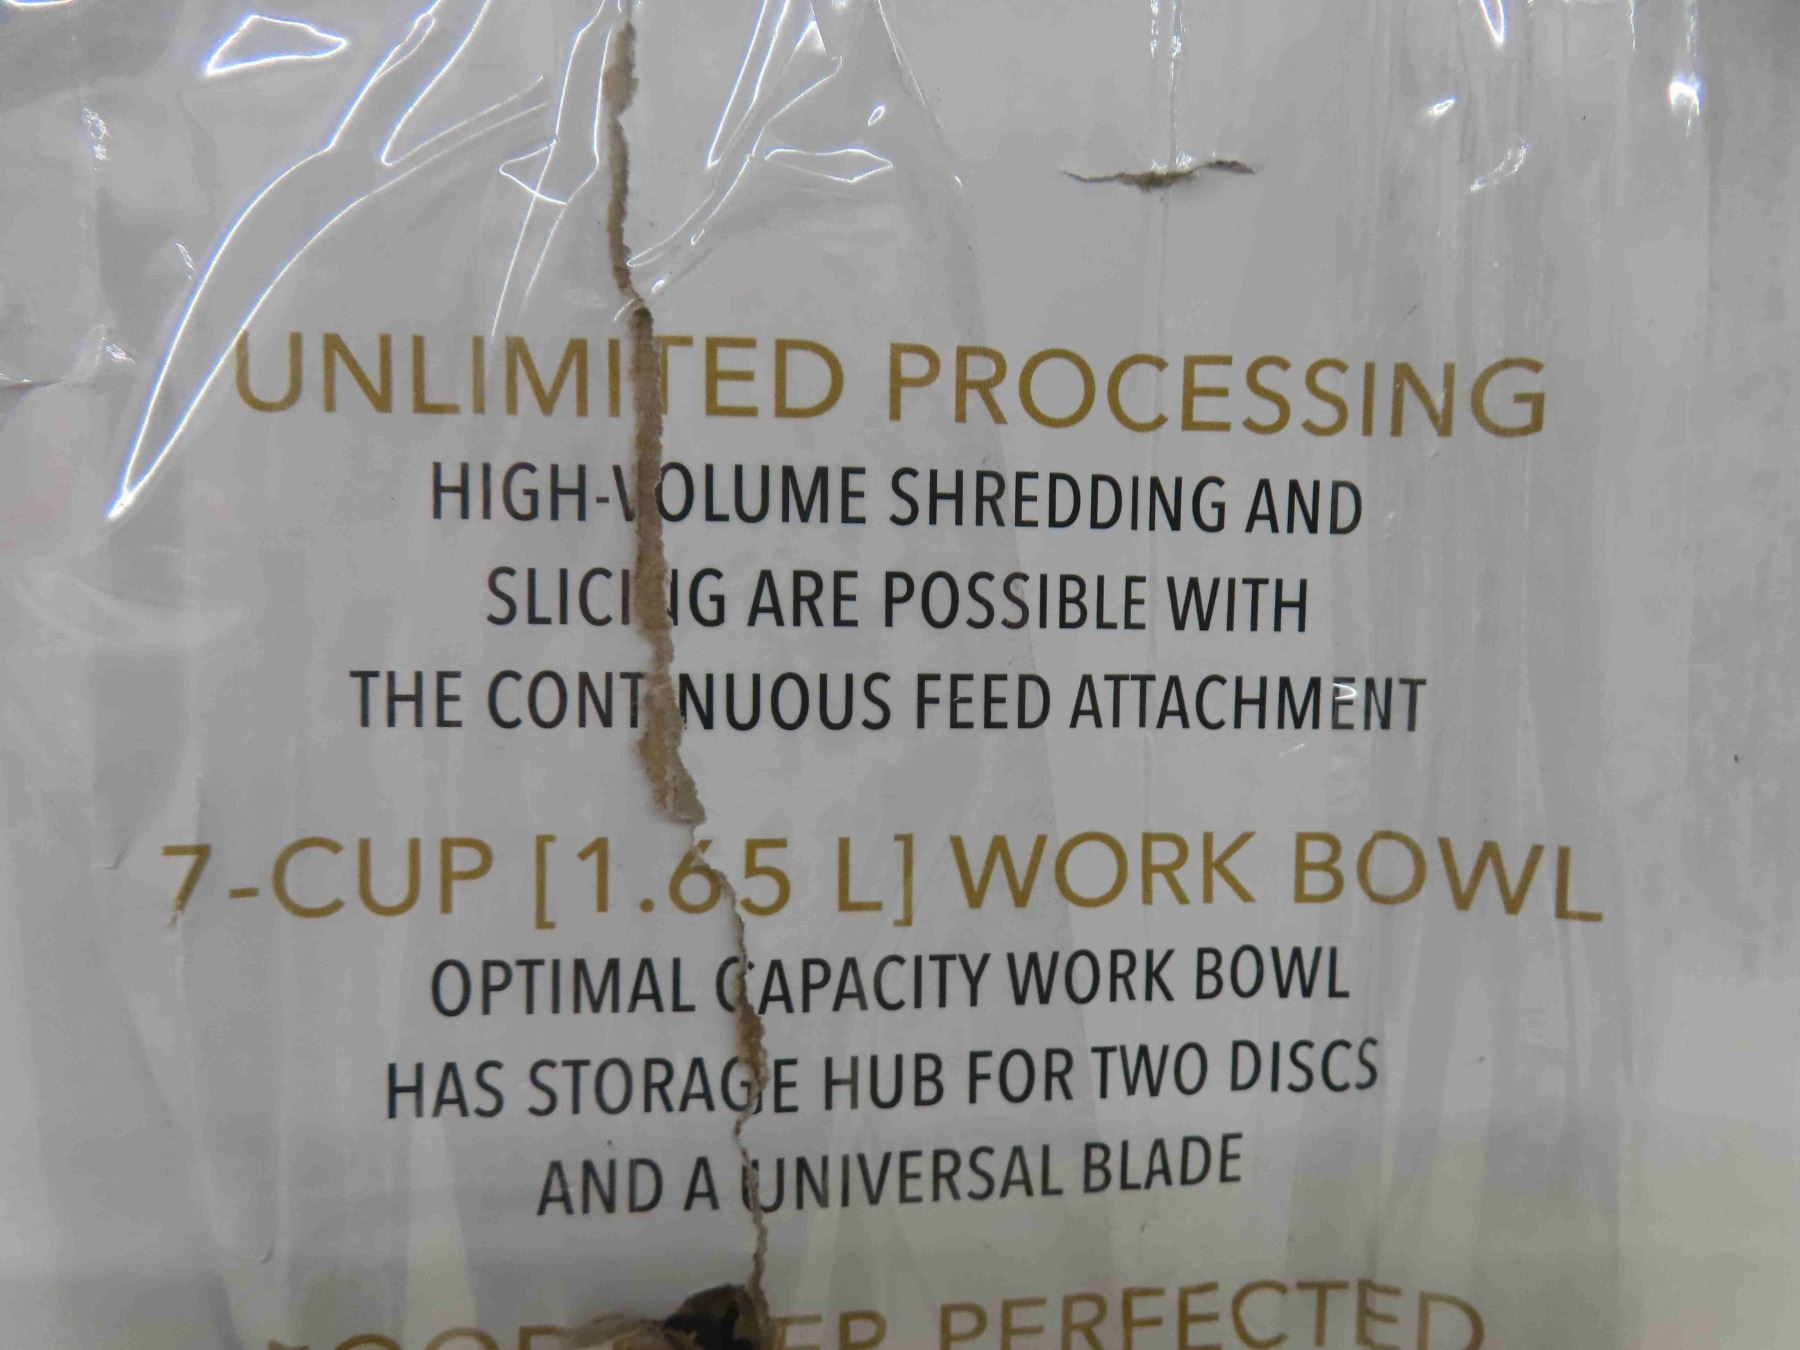 UNLIMITED PROCESSING
HIGH-VOLUME SHREDDING AND
SLICING ARE POSSIBLE WITH
THE CONTINUOUS FEED ATTACHMENT
7-CUP [1.65 L] WORK BOWL
OPTIMAL CAPACITY WORK BOWL
HAS STORAGE HUB FOR TWO DISCS
AND A UNIVERSAL BLADE
PERFECTED